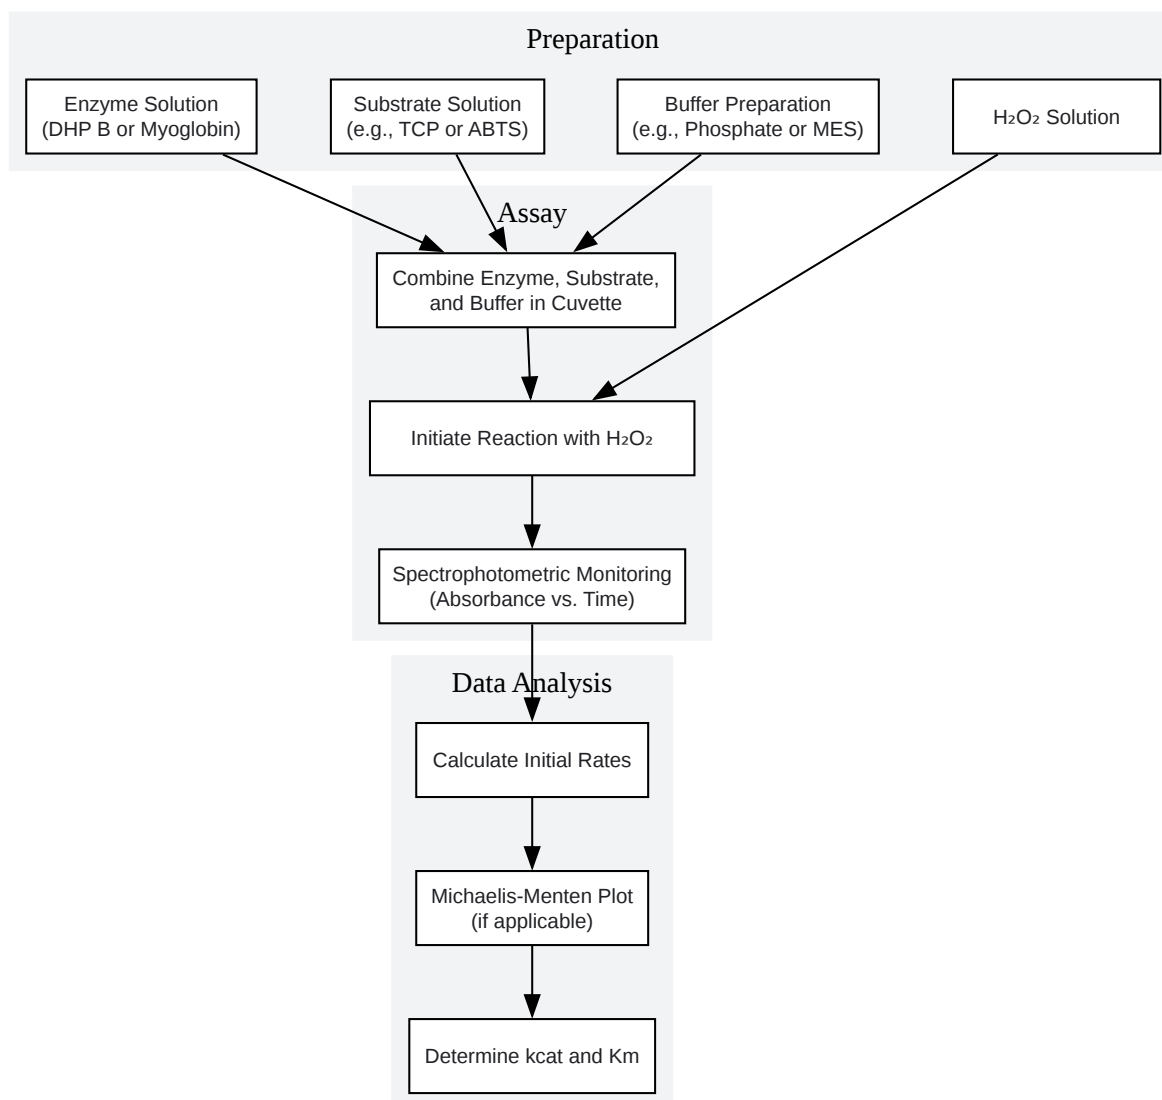 Preparation
Enzyme Solution
(DHP B or Myoglobin)
Substrate Solution
(e.g., TCP or ABTS)
Buffer Preparation
(e.g., Phosphate or MES)
H₂O₂ Solution
Assay
Combine Enzyme, Substrate,
and Buffer in Cuvette
Initiate Reaction with H₂O₂
Spectrophotometric Monitoring
(Absorbance vs. Time)
Data Analysis
Calculate Initial Rates
Michaelis-Menten Plot
(if applicable)
Determine kcat and Km